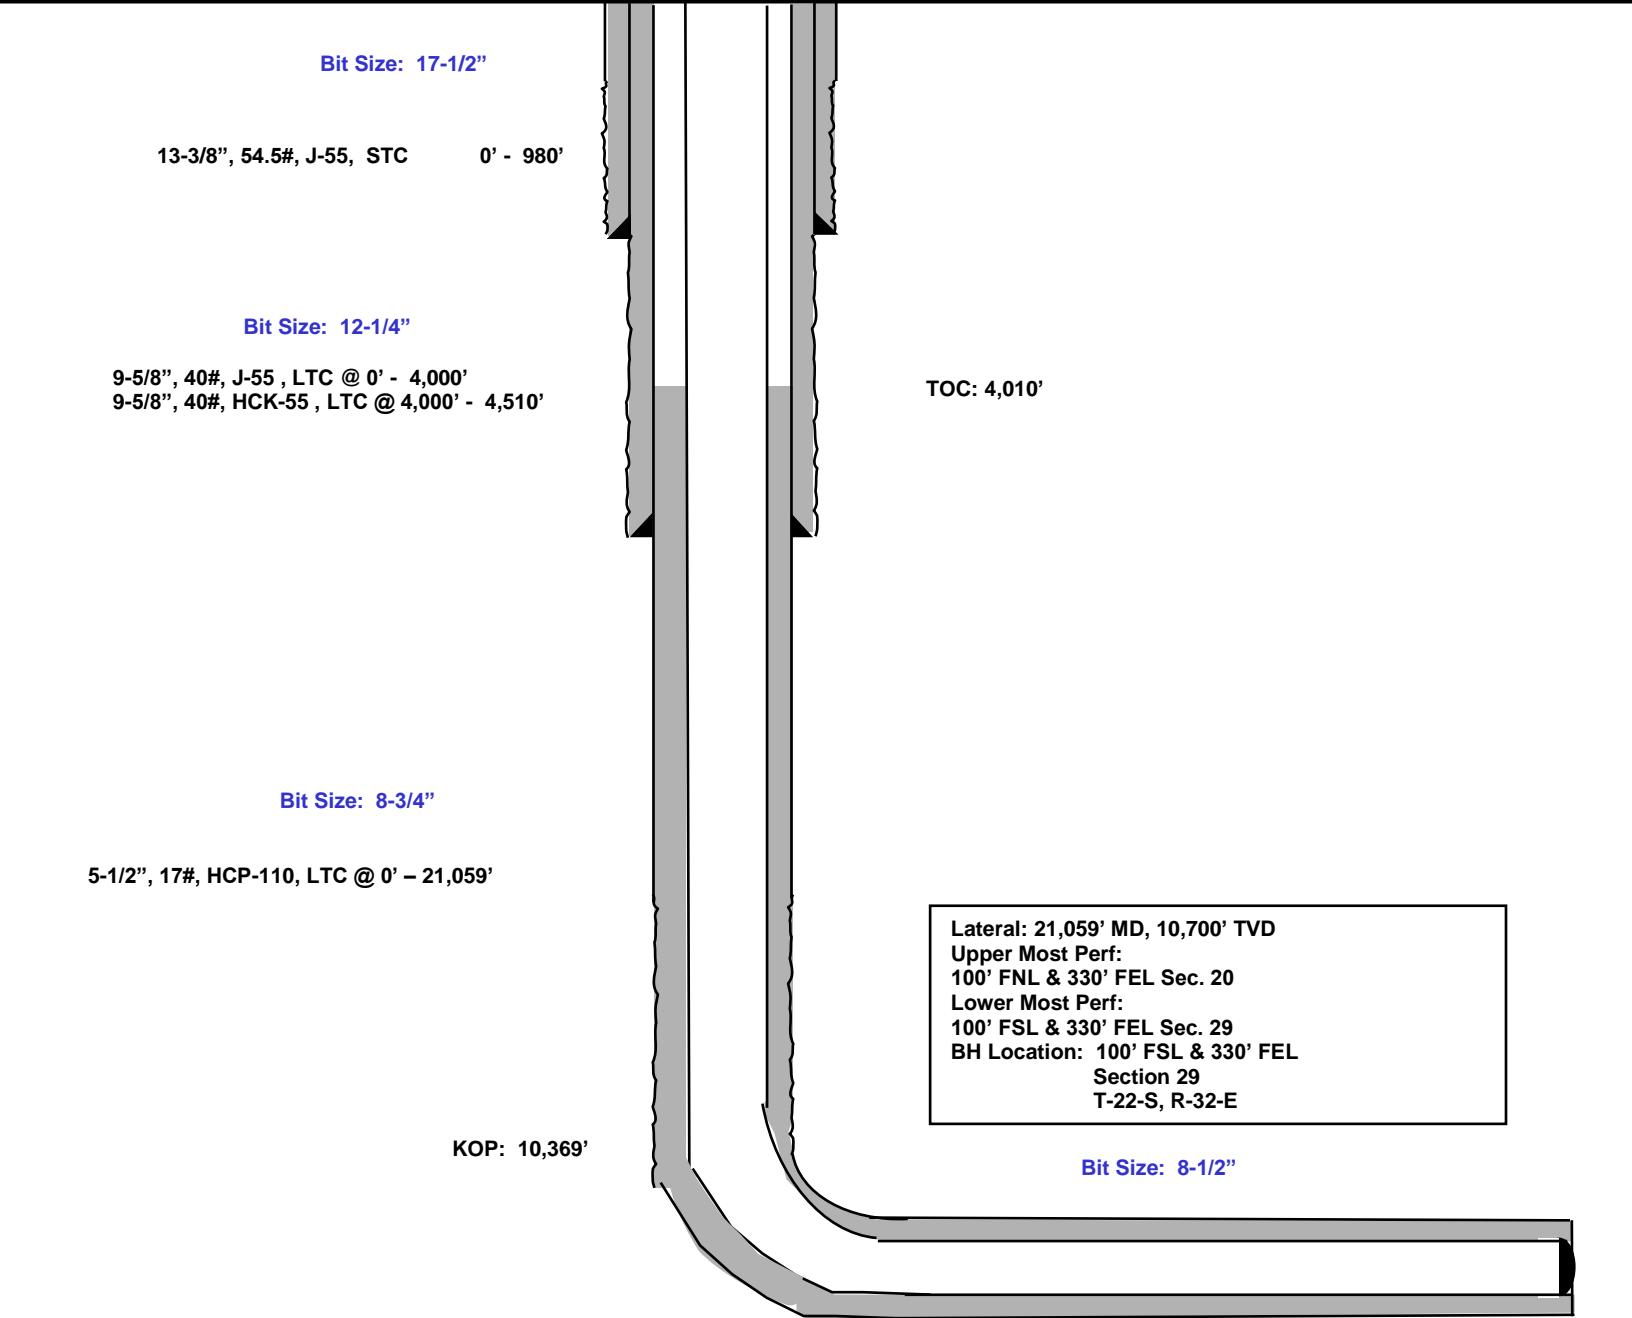 Bit Size: 17-1/2”
13-3/8”, 54.5#, J-55, STC 0’ - 980’
Bit Size: 12-1/4”
9-5/8”, 40#, J-55 , LTC @ 0’ - 4,000’
9-5/8”, 40#, HCK-55 , LTC @ 4,000’ - 4,510’
TOC: 4,010’
Bit Size: 8-3/4”
5-1/2”, 17#, HCP-110, LTC @ 0’ – 21,059’
Lateral: 21,059’ MD, 10,700’ TVD
Upper Most Perf:
100’ FNL & 330’ FEL Sec. 20
Lower Most Perf:
100’ FSL & 330’ FEL Sec. 29
BH Location: 100’ FSL & 330’ FEL
Section 29
T-22-S, R-32-E
KOP: 10,369’
Bit Size: 8-1/2”